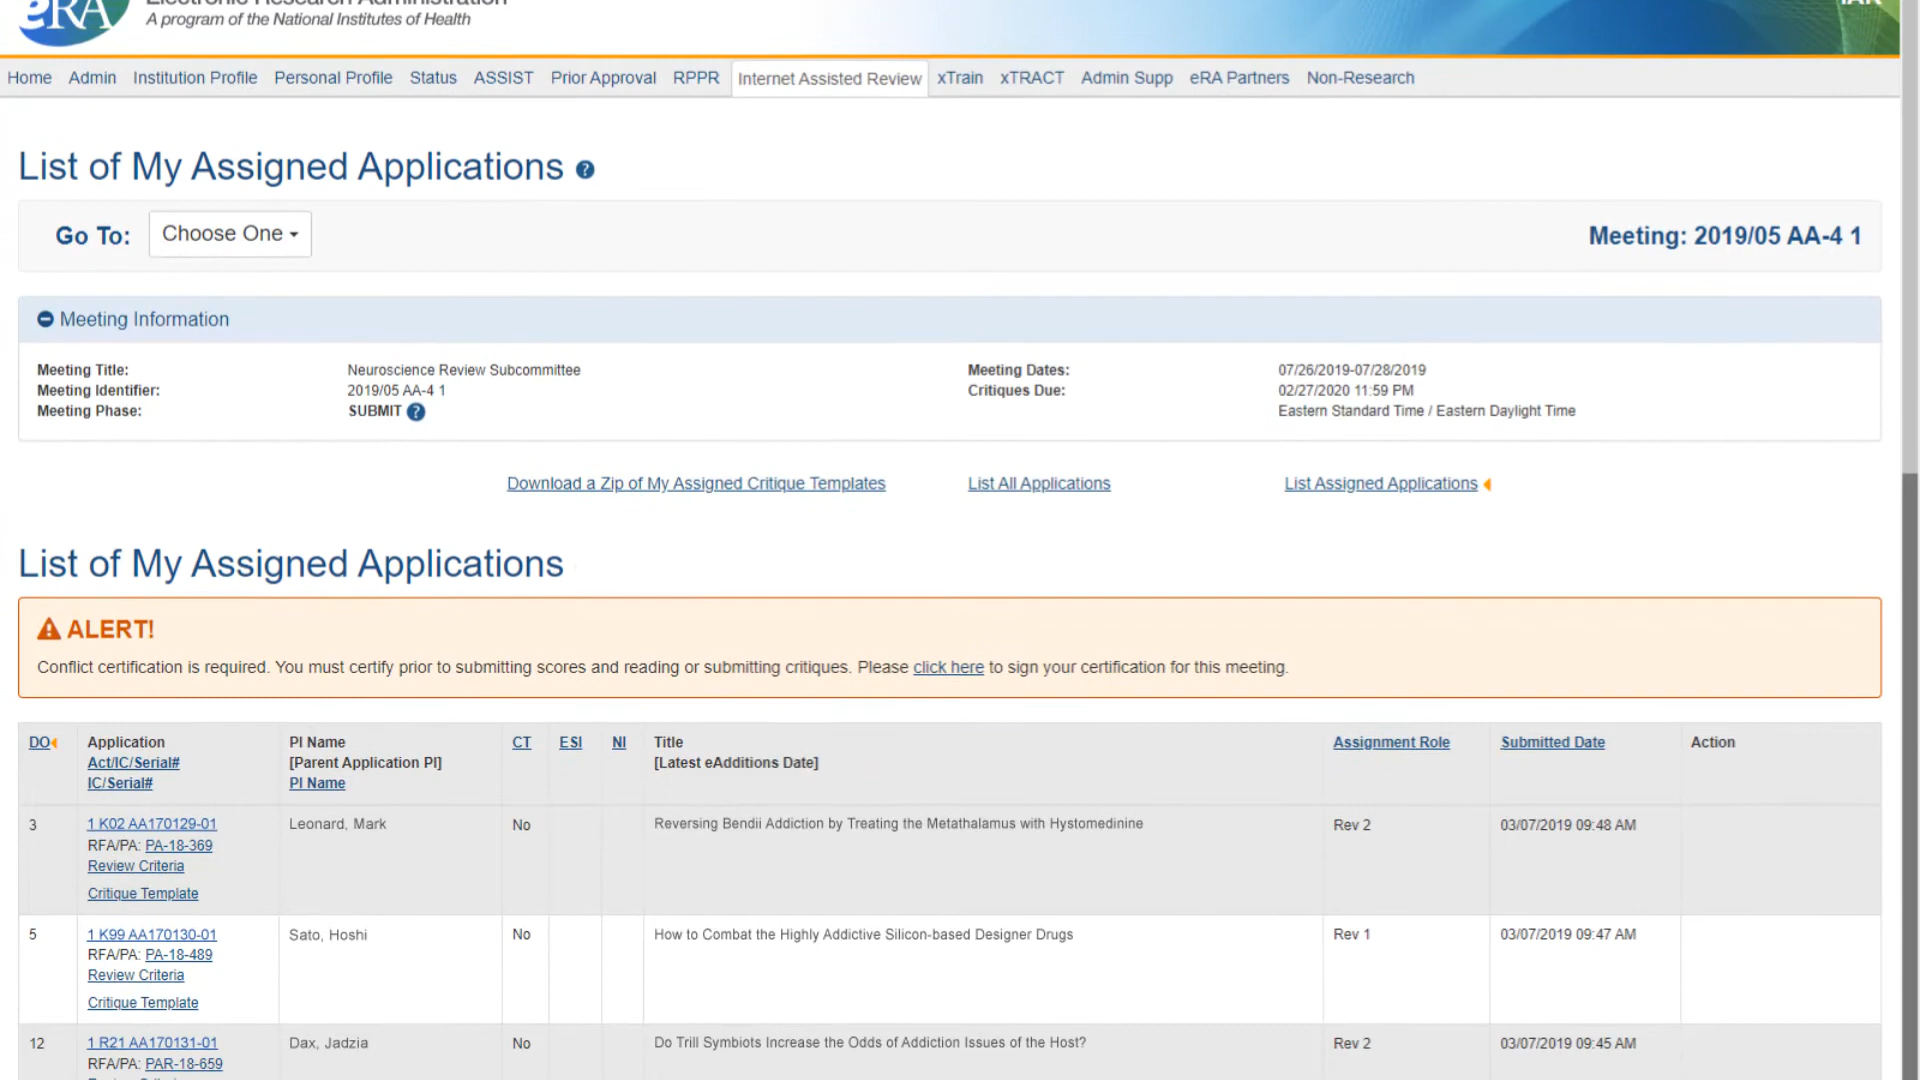 eRA
Electronic Research Administration
A program of the National Institutes of Health
IAR
Home Admin Institution Profile Personal Profile Status ASSIST Prior Approval RPPR Internet Assisted Review xTrain xTRACT Admin Supp eRA Partners Non-Research
List of My Assigned Applications ?
Go To: Choose One Meeting: 2019/05 AA-4 1
Meeting Information
Meeting Title: Neuroscience Review Subcommittee Meeting Dates: 07/26/2019-07/28/2019
Meeting Identifier: 2019/05 AA-4 1 Critiques Due: 02/27/2020 11:59 PM
Meeting Phase: SUBMIT ? Eastern Standard Time / Eastern Daylight Time
Download a Zip of My Assigned Critique Templates List All Applications List Assigned Applications
List of My Assigned Applications
ALERT!
Conflict certification is required. You must certify prior to submitting scores and reading or submitting critiques. Please click here to sign your certification for this meeting.
DO Application PI Name CT ESI NI Title Assignment Role Submitted Date Action
Act/IC/Serial# [Parent Application PI] [Latest eAdditions Date]
IC/Serial# PI Name
3 1 K02 AA170129-01 Leonard, Mark No Reversing Bendii Addiction by Treating the Metathalamus with Hystomedinine Rev 2 03/07/2019 09:48 AM
RFA/PA: PA-18-369
Review Criteria
Critique Template
5 1 K99 AA170130-01 Sato, Hoshi No How to Combat the Highly Addictive Silicon-based Designer Drugs Rev 1 03/07/2019 09:47 AM
RFA/PA: PA-18-489
Review Criteria
Critique Template
12 1 R21 AA170131-01 Dax, Jadzia No Do Trill Symbiots Increase the Odds of Addiction Issues of the Host? Rev 2 03/07/2019 09:45 AM
RFA/PA: PAR-18-659